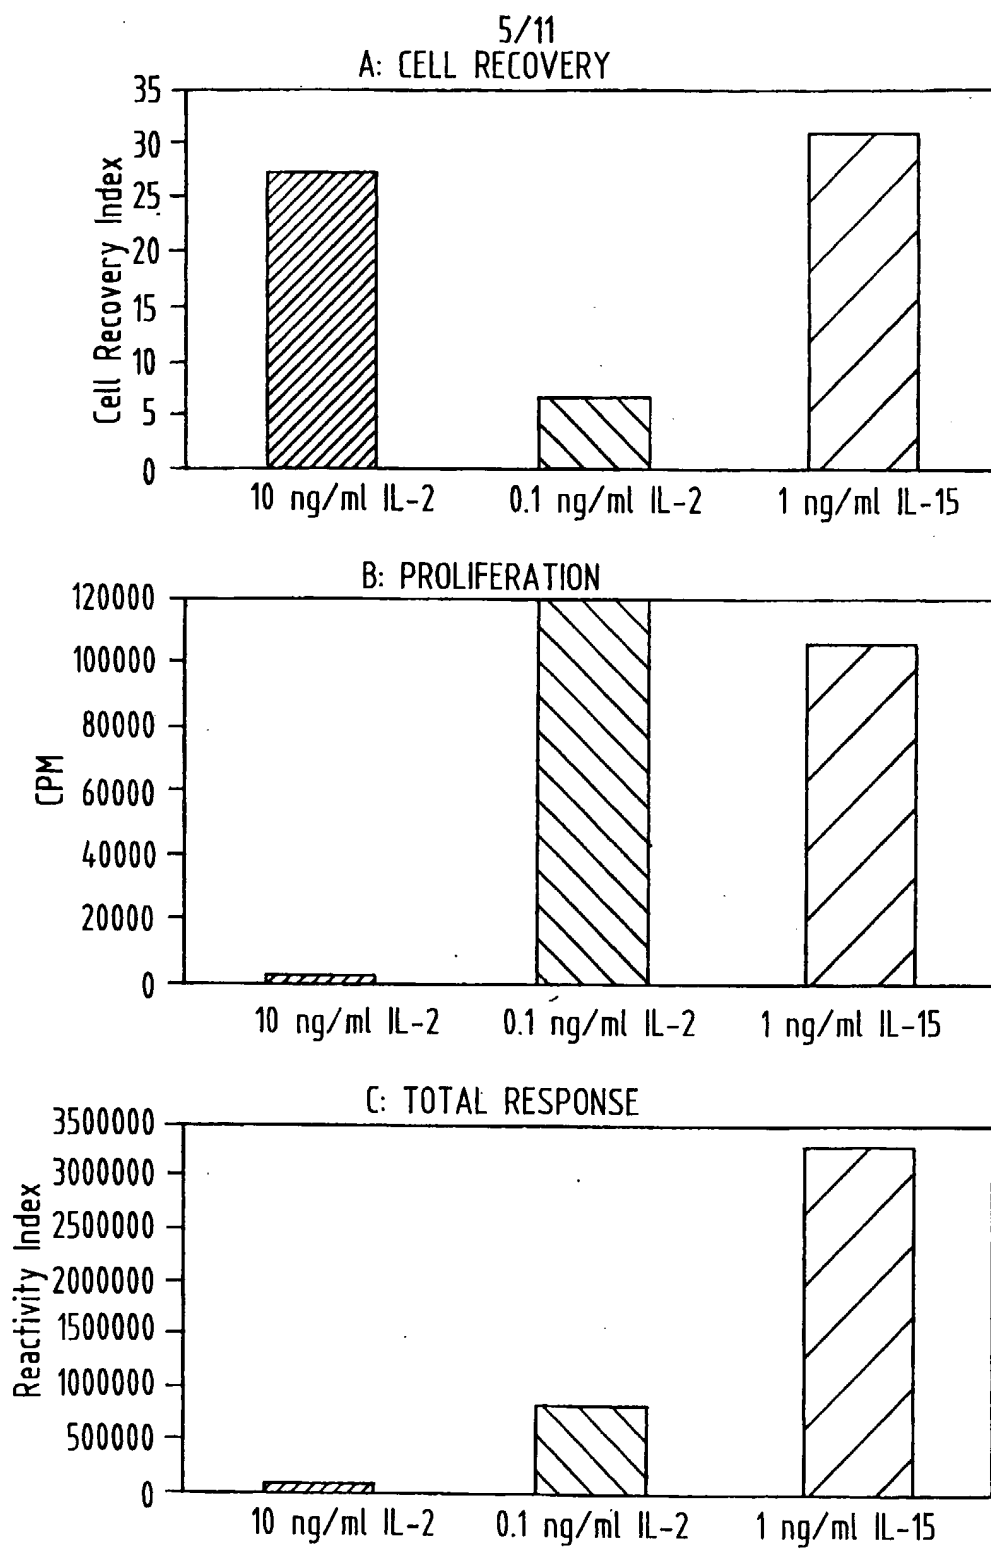 5/11
A: CELL RECOVERY
Cell Recovery Index
35
30
25
20
15
10
5
0
10 ng/ml IL-2 0.1 ng/ml IL-2 1 ng/ml IL-15
B: PROLIFERATION
CPM
120000
100000
80000
60000
40000
20000
0
10 ng/ml IL-2 0.1 ng/ml IL-2 1 ng/ml IL-15
C: TOTAL RESPONSE
Reactivity Index
3500000
3000000
2500000
2000000
1500000
1000000
500000
0
10 ng/ml IL-2 0.1 ng/ml IL-2 1 ng/ml IL-15